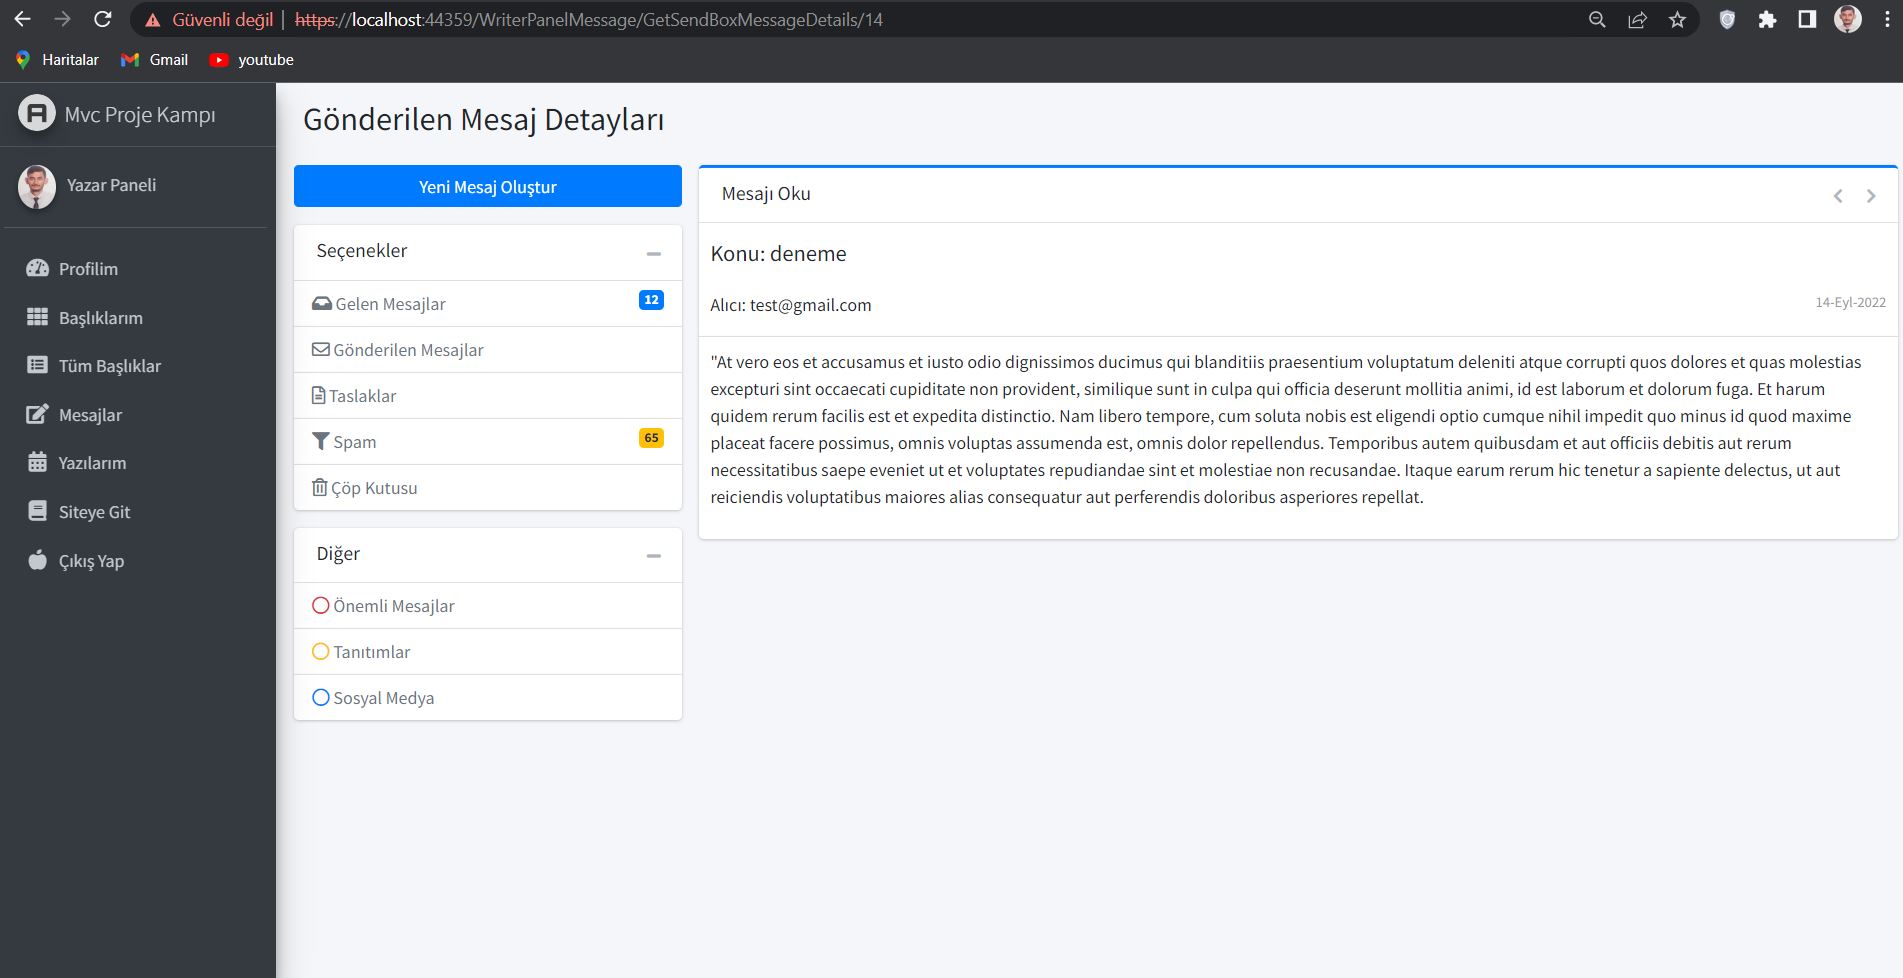 Güvenli değil | https://localhost:44359/WriterPanelMessage/GetSendBoxMessageDetails/14
Haritalar Gmail youtube
Mvc Proje Kampı
Yazar Paneli
Profilim
Başlıklarım
Tüm Başlıklar
Mesajlar
Yazılarım
Siteye Git
Çıkış Yap
Gönderilen Mesaj Detayları
Yeni Mesaj Oluştur
Seçenekler
Gelen Mesajlar 12
Gönderilen Mesajlar
Taslaklar
Spam 65
Çöp Kutusu
Diğer
Önemli Mesajlar
Tanıtımlar
Sosyal Medya
Mesajı Oku
Konu: deneme
Alıcı: test@gmail.com 14-Eyl-2022
"At vero eos et accusamus et iusto odio dignissimos ducimus qui blanditiis praesentium voluptatum deleniti atque corrupti quos dolores et quas molestias
excepturi sint occaecati cupiditate non provident, similique sunt in culpa qui officia deserunt mollitia animi, id est laborum et dolorum fuga. Et harum
quidem rerum facilis est et expedita distinctio. Nam libero tempore, cum soluta nobis est eligendi optio cumque nihil impedit quo minus id quod maxime
placeat facere possimus, omnis voluptas assumenda est, omnis dolor repellendus. Temporibus autem quibusdam et aut officiis debitis aut rerum
necessitatibus saepe eveniet ut et voluptates repudiandae sint et molestiae non recusandae. Itaque earum rerum hic tenetur a sapiente delectus, ut aut
reiciendis voluptatibus maiores alias consequatur aut perferendis doloribus asperiores repellat.